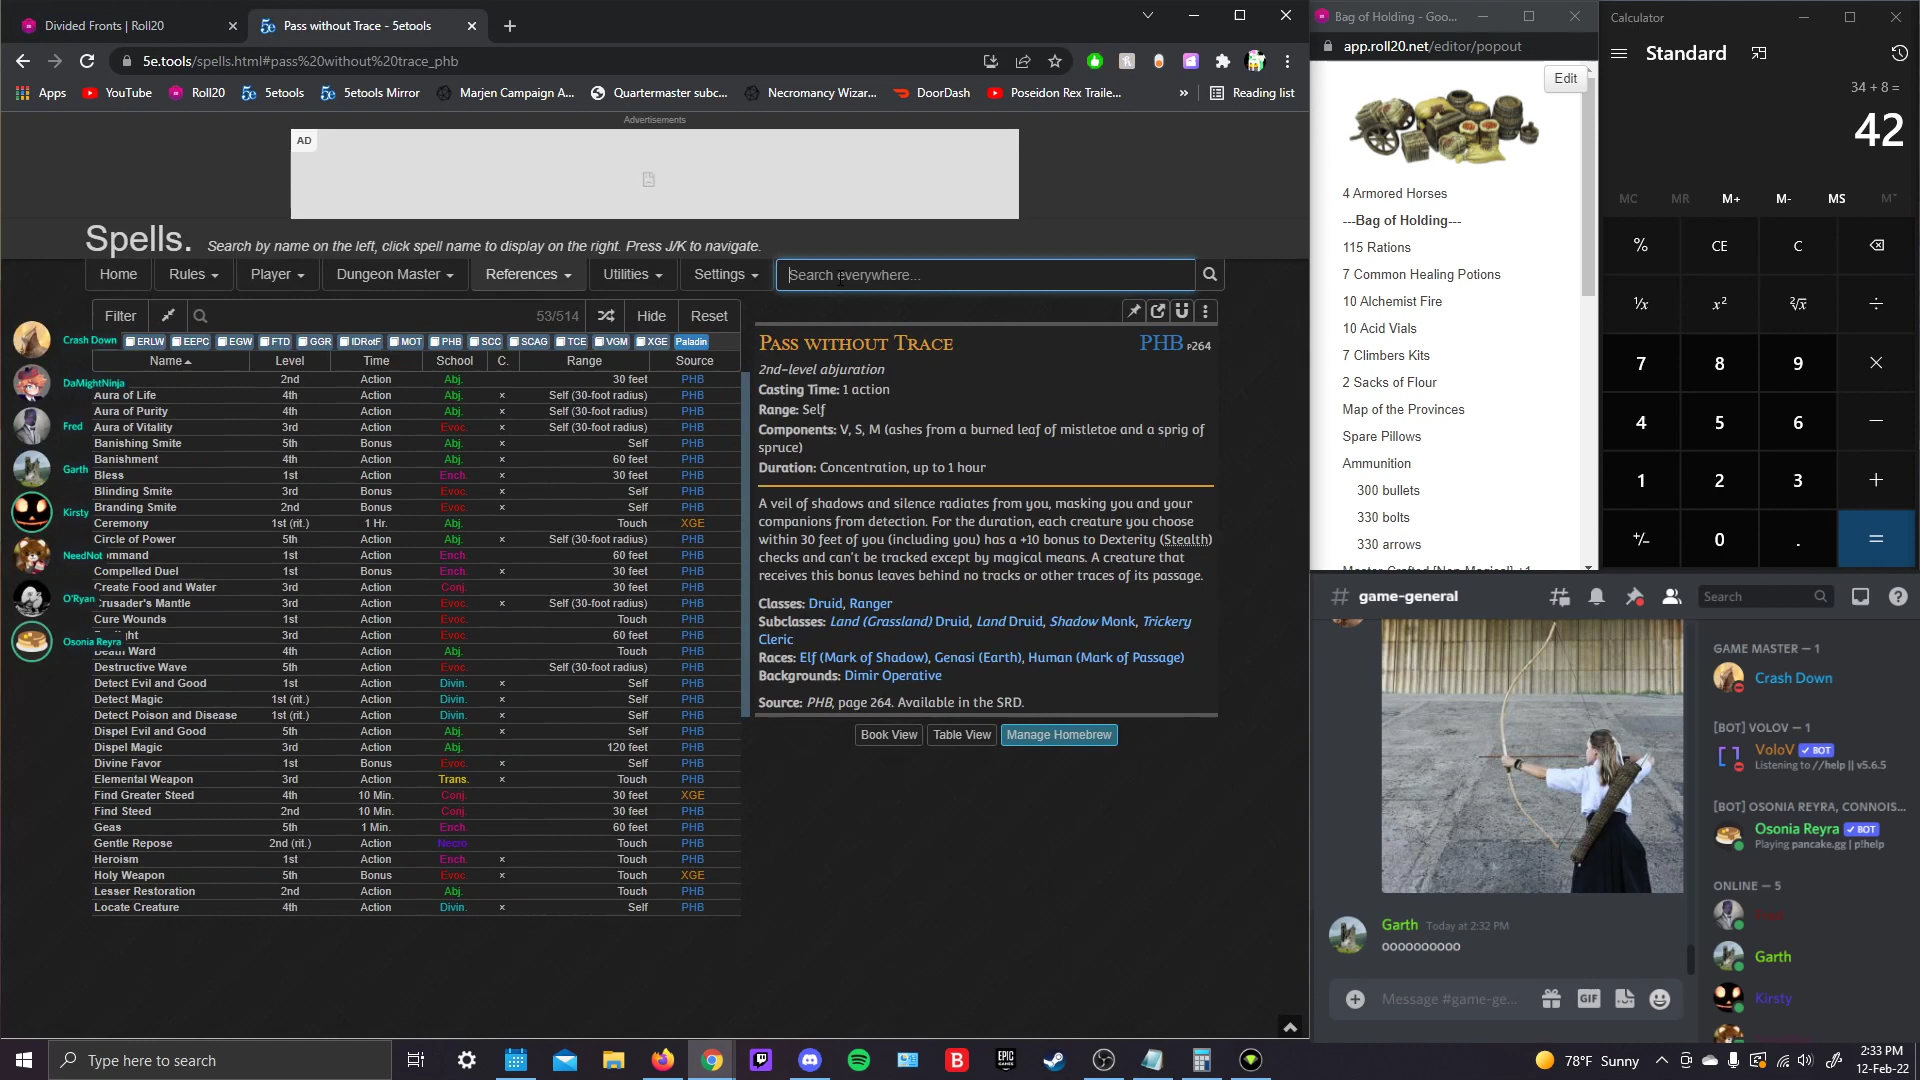 Divided Fronts | Roll20
Pass without Trace - 5etools
5e.tools/spells.html#pass%20without%20trace_phb
Apps
YouTube
Roll20
5etools
5etools Mirror
Marjen Campaign A...
Quartermaster subc...
Necromancy Wizar...
DoorDash
Poseidon Rex Traile...
»
Reading list
Advertisements
AD
Spells. Search by name on the left, click spell name to display on the right. Press J/K to navigate.
Home Rules Player Dungeon Master References Utilities Settings Search everywhere...
Filter 53/514 Hide Reset
ERLW EEPC EGW FTD GGR IDRotF MOT PHB SCC SCAG TCE VGM XGE Paladin
Name Level Time School C. Range Source
2nd Action Abj. 30 feet PHB
Aura of Life 4th Action Abj. × Self (30-foot radius) PHB
Aura of Purity 4th Action Abj. × Self (30-foot radius) PHB
Aura of Vitality 3rd Action Evoc. × Self (30-foot radius) PHB
Banishing Smite 5th Bonus Abj. × Self PHB
Banishment 4th Action Abj. × 60 feet PHB
Bless 1st Action Ench. × 30 feet PHB
Blinding Smite 3rd Bonus Evoc. × Self PHB
Branding Smite 2nd Bonus Evoc. × Self PHB
Ceremony 1st (rit.) 1 Hr. Abj. Touch XGE
Circle of Power 5th Action Abj. × Self (30-foot radius) PHB
mmand 1st Action Ench. 60 feet PHB
Compelled Duel 1st Bonus Ench. × 30 feet PHB
Create Food and Water 3rd Action Conj. 30 feet PHB
rusader's Mantle 3rd Action Evoc. × Self (30-foot radius) PHB
Cure Wounds 1st Action Evoc. Touch PHB
ht 3rd Action Evoc. 60 feet PHB
Death Ward 4th Action Abj. Touch PHB
Destructive Wave 5th Action Evoc. Self (30-foot radius) PHB
Detect Evil and Good 1st Action Divin. × Self PHB
Detect Magic 1st (rit.) Action Divin. × Self PHB
Detect Poison and Disease 1st (rit.) Action Divin. × Self PHB
Dispel Evil and Good 5th Action Abj. × Self PHB
Dispel Magic 3rd Action Abj. 120 feet PHB
Divine Favor 1st Bonus Evoc. × Self PHB
Elemental Weapon 3rd Action Trans. × Touch PHB
Find Greater Steed 4th 10 Min. Conj. 30 feet XGE
Find Steed 2nd 10 Min. Conj. 30 feet PHB
Geas 5th 1 Min. Ench. 60 feet PHB
Gentle Repose 2nd (rit.) Action Necro. Touch PHB
Heroism 1st Action Ench. × Touch PHB
Holy Weapon 5th Bonus Evoc. × Touch XGE
Lesser Restoration 2nd Action Abj. Touch PHB
Locate Creature 4th Action Divin. × Self PHB
Crash Down
DaMightNinja
Fred
Garth
Kirsty
NeedNot
O'Ryan
Osonia Reyra
Pass without Trace PHB p264
2nd-level abjuration
Casting Time: 1 action
Range: Self
Components: V, S, M (ashes from a burned leaf of mistletoe and a sprig of
spruce)
Duration: Concentration, up to 1 hour
A veil of shadows and silence radiates from you, masking you and your
companions from detection. For the duration, each creature you choose
within 30 feet of you (including you) has a +10 bonus to Dexterity (Stealth)
checks and can't be tracked except by magical means. A creature that
receives this bonus leaves behind no tracks or other traces of its passage.
Classes: Druid, Ranger
Subclasses: Land (Grassland) Druid, Land Druid, Shadow Monk, Trickery
Cleric
Races: Elf (Mark of Shadow), Genasi (Earth), Human (Mark of Passage)
Backgrounds: Dimir Operative
Source: PHB, page 264. Available in the SRD.
Book View Table View Manage Homebrew
Bag of Holding - Goo...
app.roll20.net/editor/popout
Edit
4 Armored Horses
---Bag of Holding---
115 Rations
7 Common Healing Potions
10 Alchemist Fire
10 Acid Vials
7 Climbers Kits
2 Sacks of Flour
Map of the Provinces
Spare Pillows
Ammunition
300 bullets
330 bolts
330 arrows
Calculator
Standard
34 + 8 =
42
MC MR M+ M- MS M˅
% CE C
¹/x x² ²√x ÷
7 8 9 ×
4 5 6 −
1 2 3 +
+/- 0 . =
# game-general
Search
Garth Today at 2:32 PM
oooooooooo
Message #game-ge...
GIF
GAME MASTER — 1
Crash Down
[BOT] VOLOV — 1
VoloV BOT
Listening to //help || v5.6.5
[BOT] OSONIA REYRA, CONNOIS...
Osonia Reyra BOT
Playing pancake.gg | p!help
ONLINE — 5
Fred
Garth
Kirsty
Type here to search
EPIC GAMES
78°F Sunny
2:33 PM
12-Feb-22